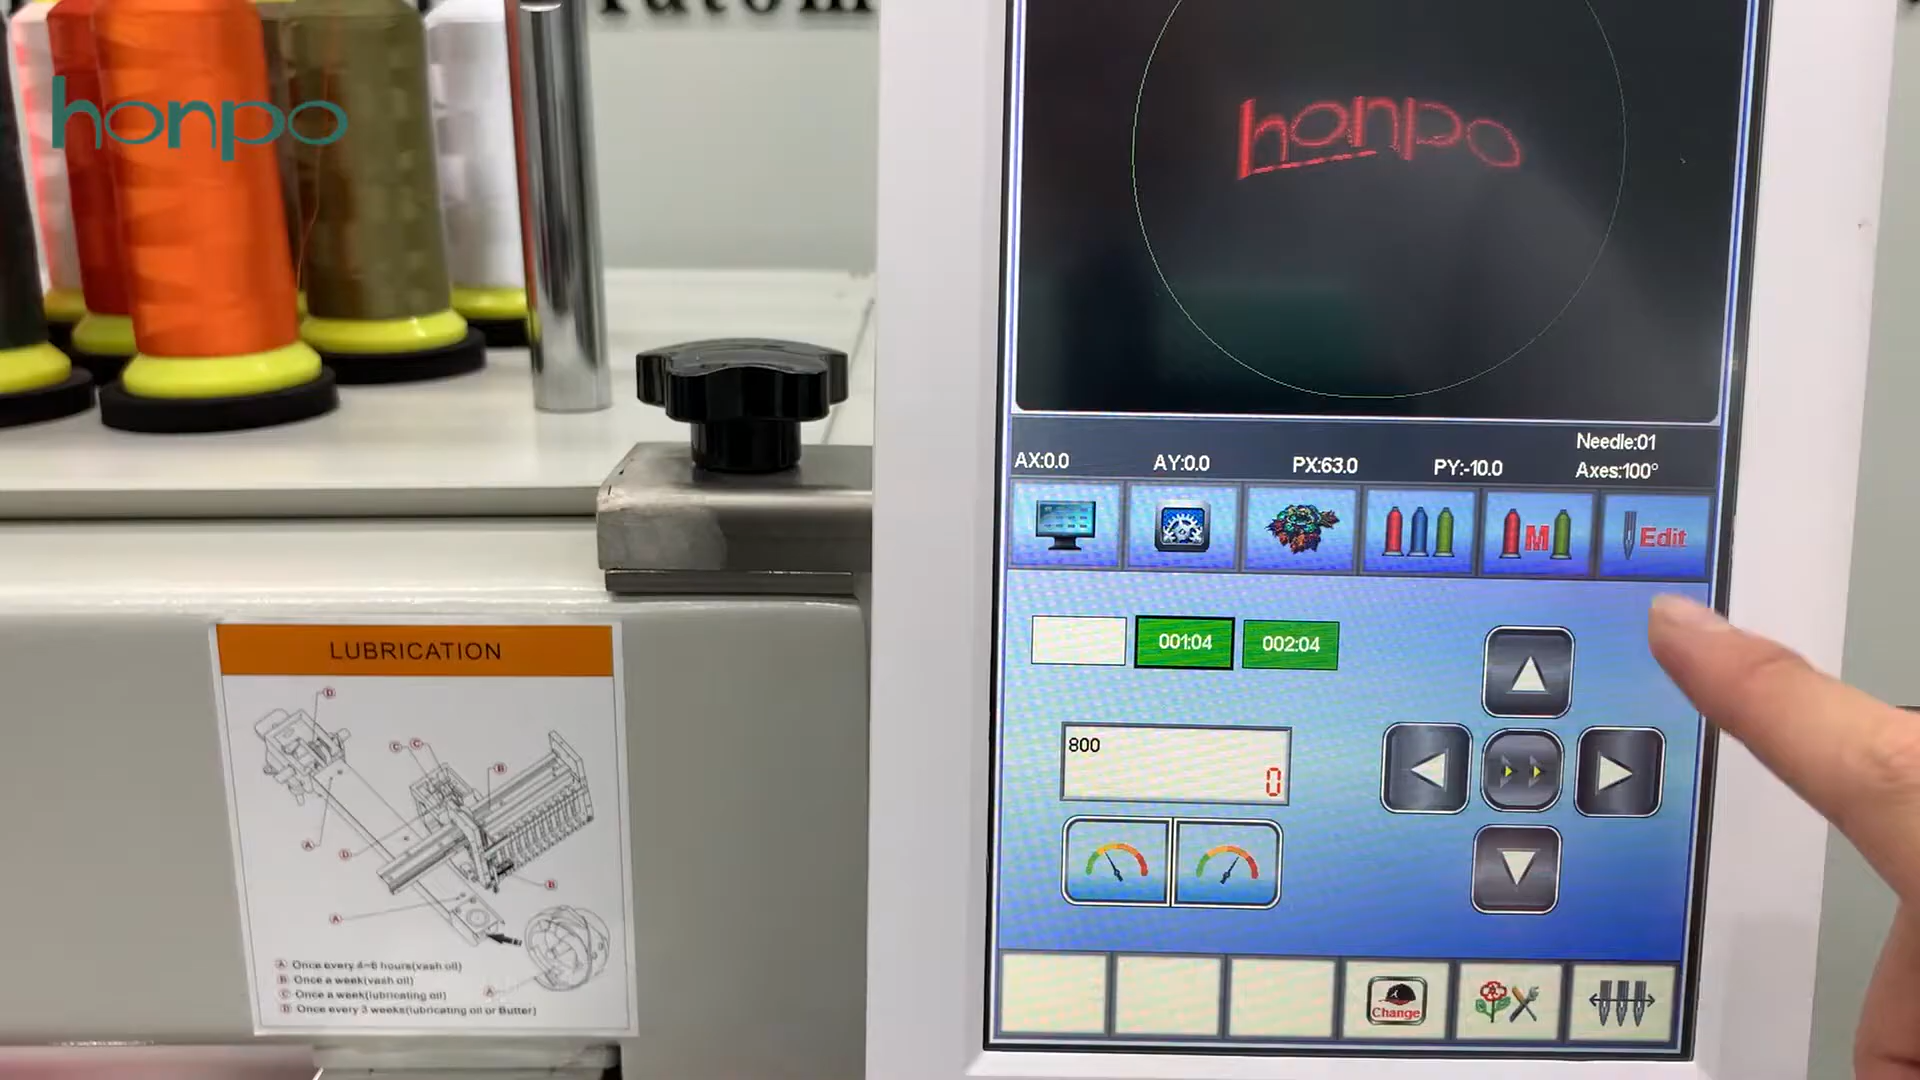 honpo
honpo
Needle:01
AX:0.0 AY:0.0 PX:63.0 PY:-10.0 Axes:100°
M Edit
001:04 002:04
800
0
Change
LUBRICATION
D
C C
B
A
D
B
A
A
A Once every 4~6 hours(vash oil)
B Once a week(vash oil)
C Once a week(lubricating oil)
D Once every 3 weeks(lubricating oil or Butter)